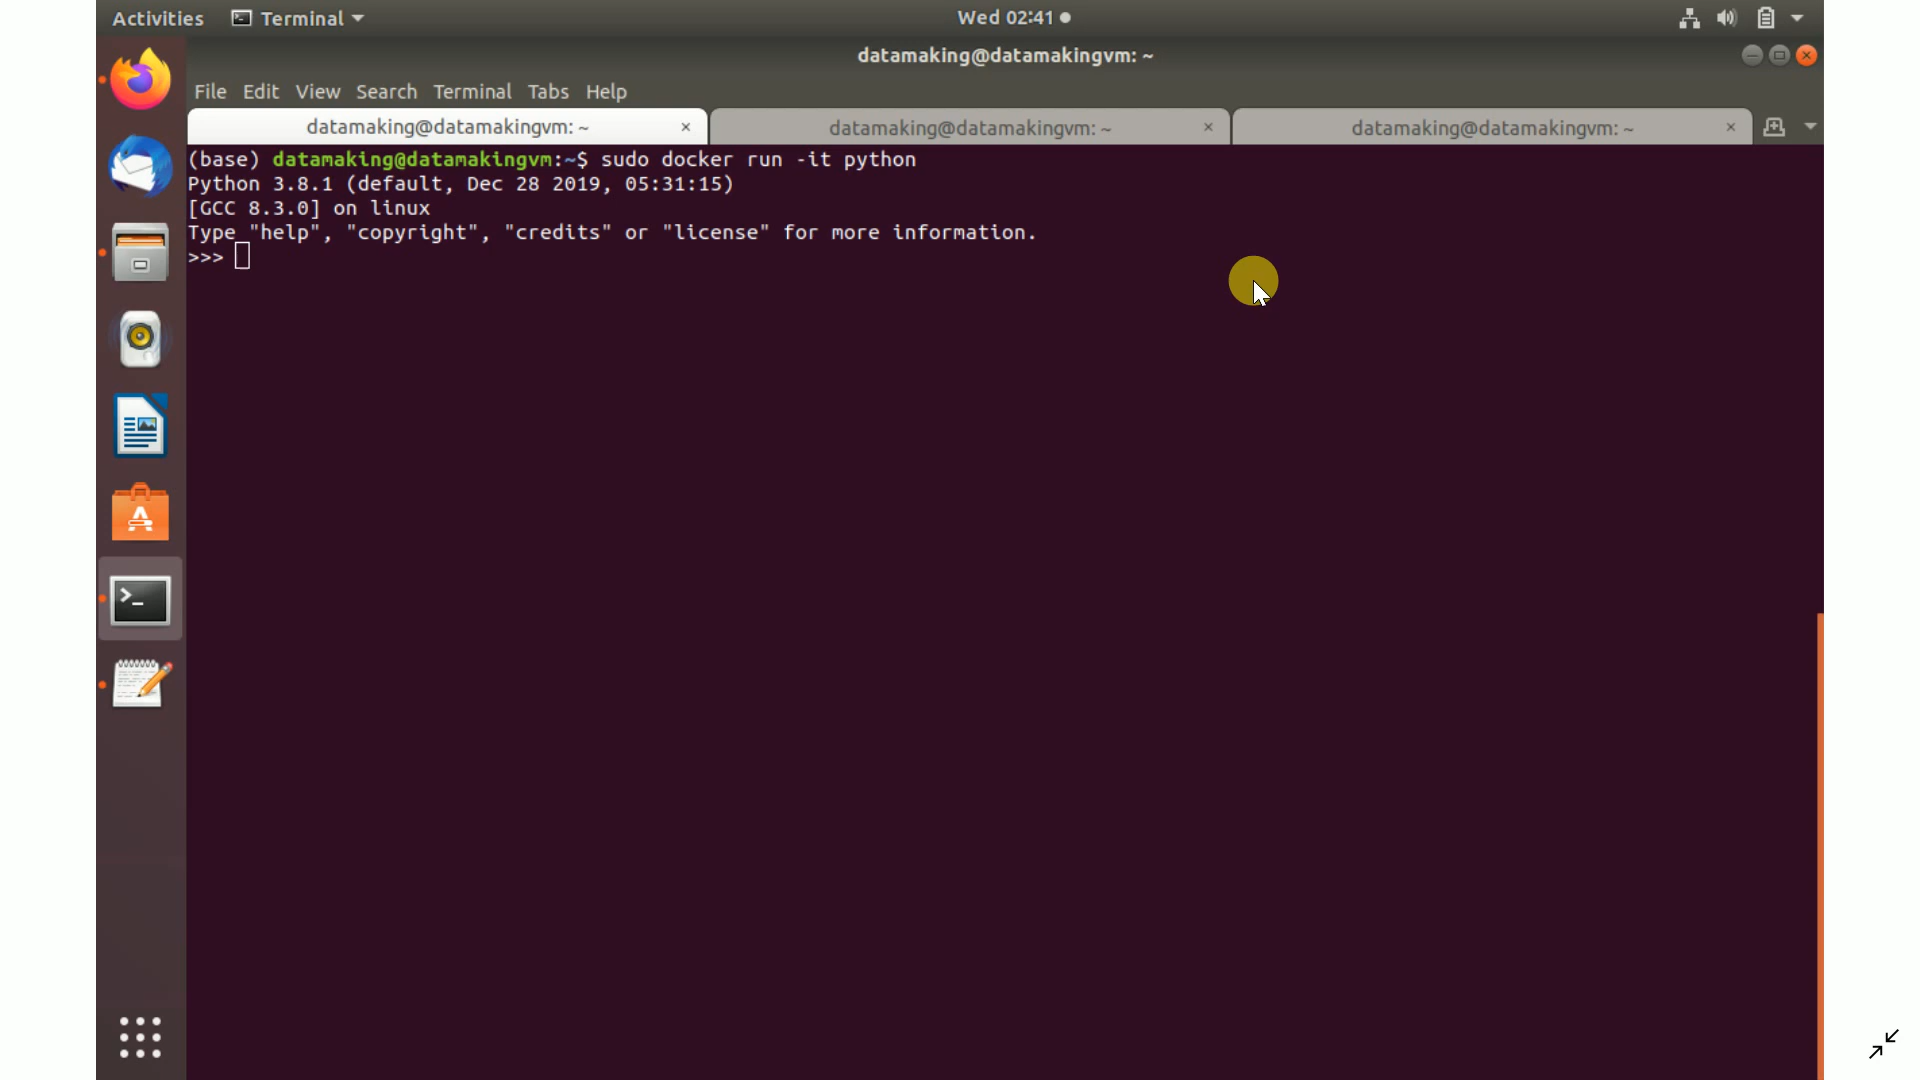 Activities Terminal Wed 02:41
datamaking@datamakingvm: ~
File Edit View Search Terminal Tabs Help
datamaking@datamakingvm: ~ datamaking@datamakingvm: ~ datamaking@datamakingvm: ~
(base) datamaking@datamakingvm:~$ sudo docker run -it python
Python 3.8.1 (default, Dec 28 2019, 05:31:15)
[GCC 8.3.0] on linux
Type "help", "copyright", "credits" or "license" for more information.
>>>